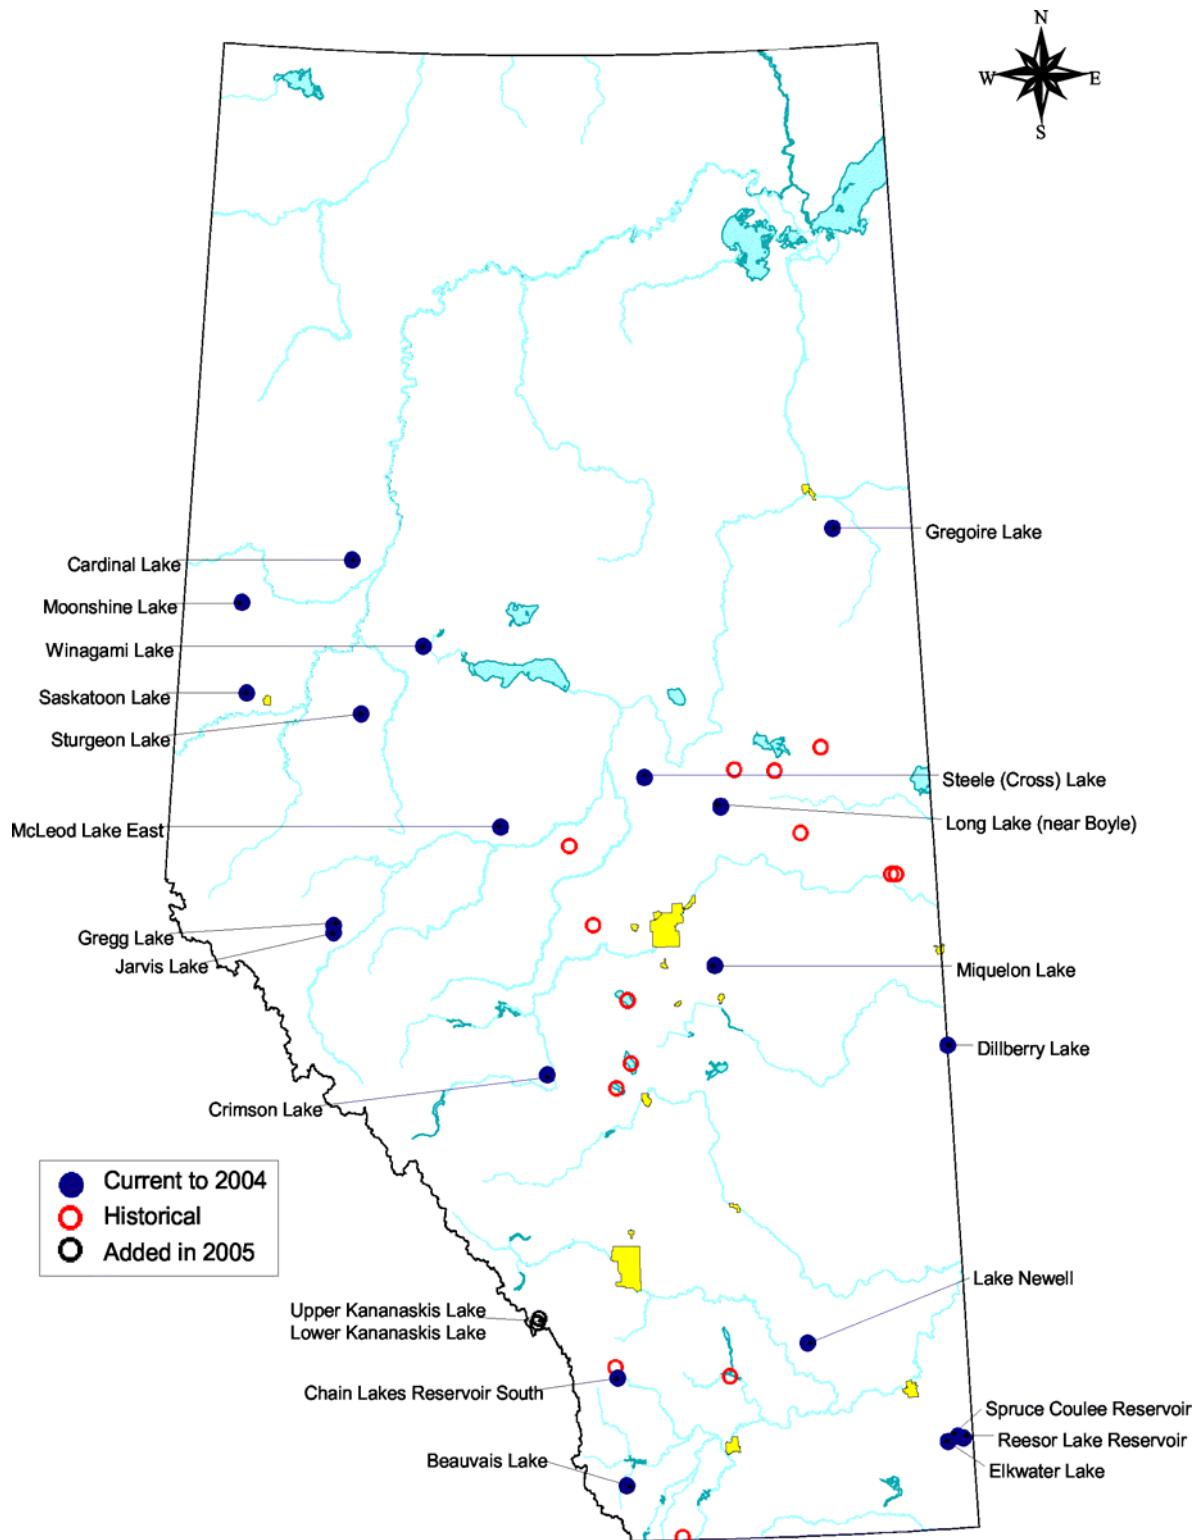 N
W
E
S
Gregoire Lake
Cardinal Lake
Moonshine Lake
Winagami Lake
Saskatoon Lake
Sturgeon Lake
Steele (Cross) Lake
Long Lake (near Boyle)
McLeod Lake East
Gregg Lake
Jarvis Lake
Miquelon Lake
Dillberry Lake
Crimson Lake
Current to 2004
Historical
Added in 2005
Lake Newell
Upper Kananaskis Lake
Lower Kananaskis Lake
Chain Lakes Reservoir South
Spruce Coulee Reservoir
Reesor Lake Reservoir
Elkwater Lake
Beauvais Lake